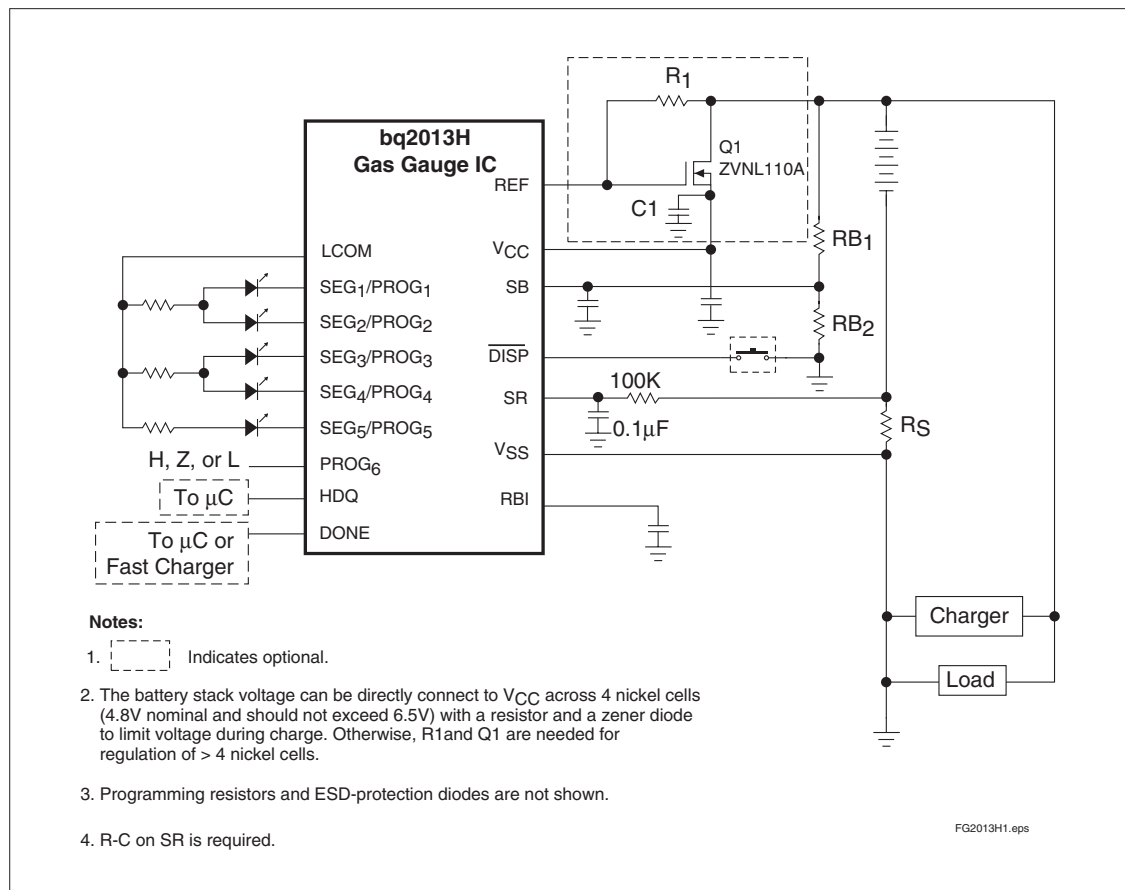 R1
bq2013H
Gas Gauge IC
Q1
ZVNL110A
REF
C1
LCOM
VCC
RB1
SEG1/PROG1
SB
SEG2/PROG2
RB2
SEG3/PROG3
DISP
SEG4/PROG4
100K
SR
SEG5/PROG5
0.1µF
RS
VSS
H, Z, or L
PROG6
To µC
HDQ
RBI
To µC or
Fast Charger
DONE
Charger
Load
Notes:
1. Indicates optional.
2. The battery stack voltage can be directly connect to VCC across 4 nickel cells
(4.8V nominal and should not exceed 6.5V) with a resistor and a zener diode
to limit voltage during charge. Otherwise, R1and Q1 are needed for
regulation of > 4 nickel cells.
3. Programming resistors and ESD-protection diodes are not shown.
4. R-C on SR is required.
FG2013H1.eps